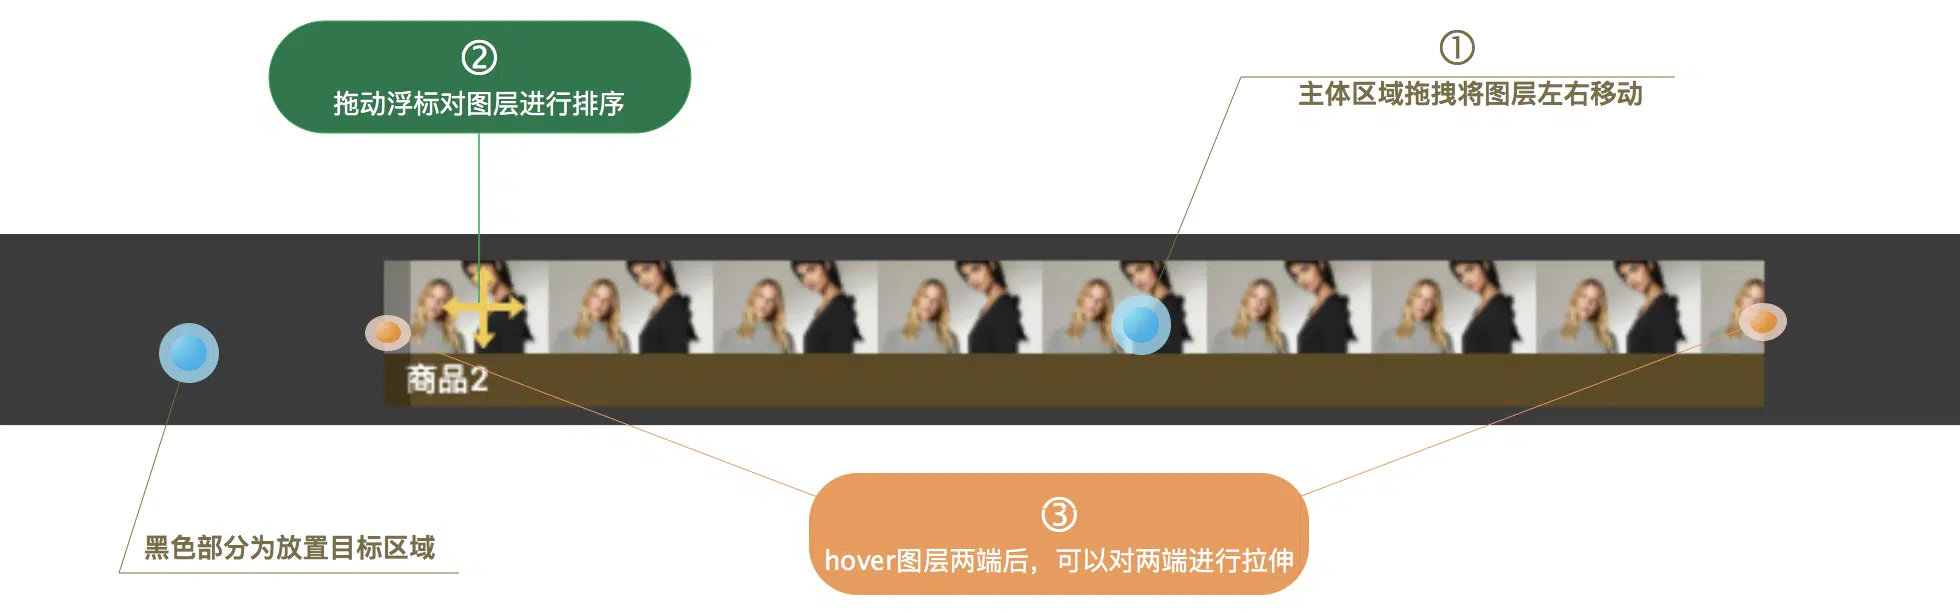 ②
拖动浮标对图层进行排序
①
主体区域拖拽将图层左右移动
商品2
黑色部分为放置目标区域
③
hover图层两端后，可以对两端进行拉伸